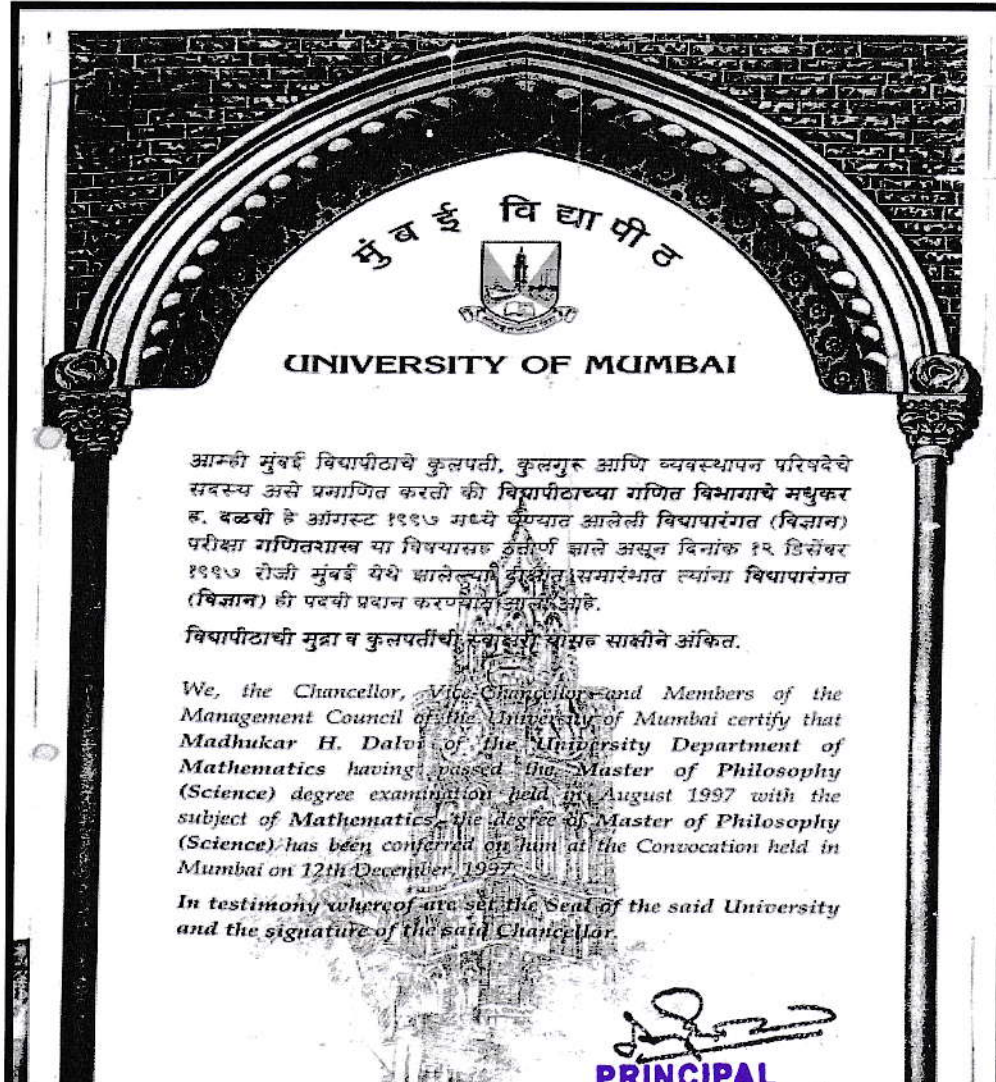 मुंबई विद्यापीठ
UNIVERSITY OF MUMBAI
आम्ही मुंबई विद्यापीठाचे कुलपती, कुलगुरू आणि व्यवस्थापन परिषदेचे
सदस्य असे प्रमाणित करतो की विद्यापीठाच्या गणित विभागाचे मधुकर
ह. दळवी हे ऑगस्ट १९९७ मध्ये घेण्यात आलेली विद्यापारंगत (विज्ञान)
परीक्षा गणितशास्त्र या विषयासह उत्तीर्ण झाले असून दिनांक १२ डिसेंबर
१९९७ रोजी मुंबई येथे झालेल्या दीक्षांत समारंभात त्यांना विद्यापारंगत
(विज्ञान) ही पदवी प्रदान करण्यात आली आहे.
विद्यापीठाची मुद्रा व कुलपतींची स्वाक्षरी यासह साक्षीने अंकित.
We, the Chancellor, Vice-Chancellors and Members of the
Management Council of the University of Mumbai certify that
Madhukar H. Dalvi of the University Department of
Mathematics having passed the Master of Philosophy
(Science) degree examination held in August 1997 with the
subject of Mathematics, the degree of Master of Philosophy
(Science) has been conferred on him at the Convocation held in
Mumbai on 12th December, 1997.
In testimony whereof are set the Seal of the said University
and the signature of the said Chancellor.
PRINCIPAL